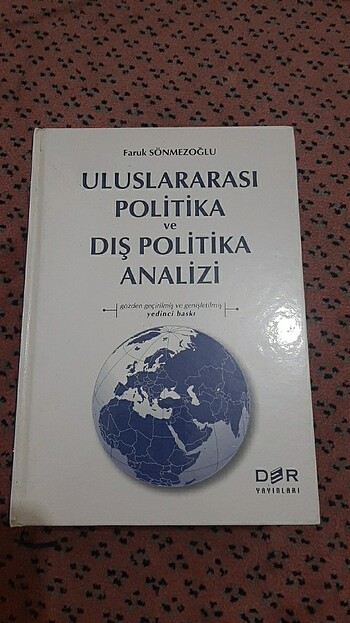 Faruk SÖNMEZOĞLU
ULUSLARARASI
POLİTİKA
ve
DIŞ POLİTİKA
ANALİZİ
gözden geçirilmiş ve genişletilmiş
yedinci baskı
DER
YAYINLARI